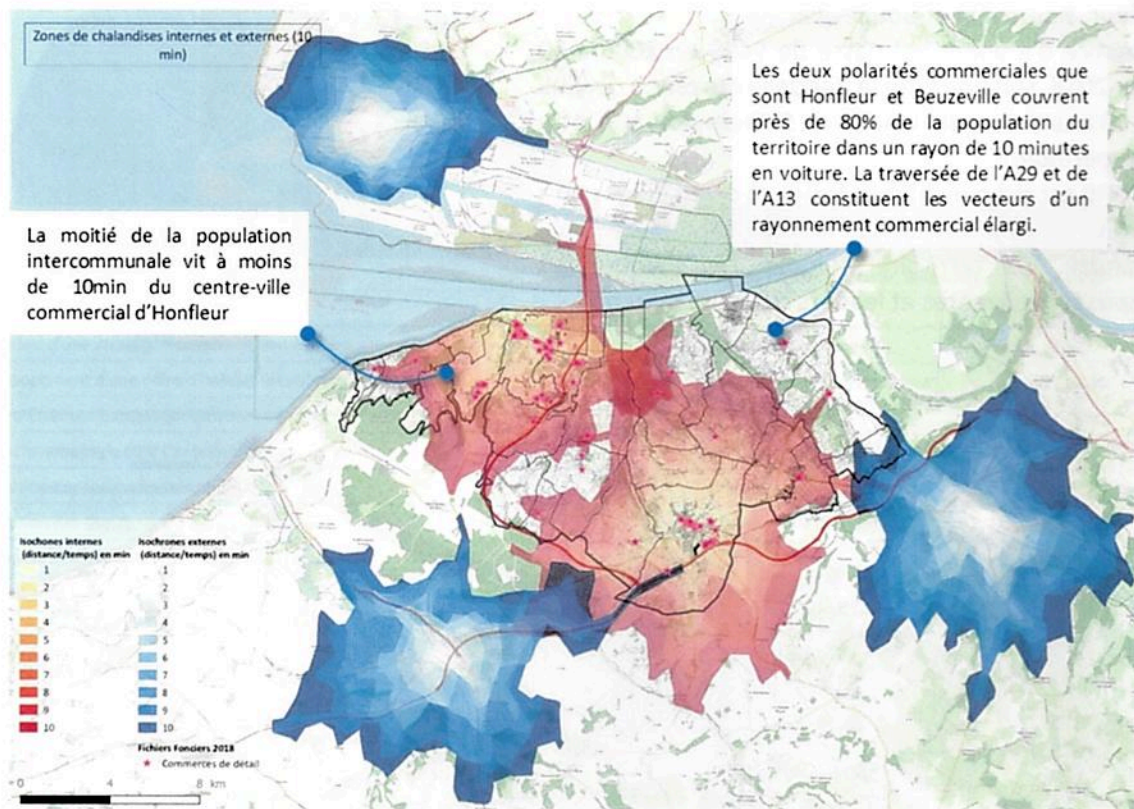 Zones de chalandises internes et externes (10
min)
Les deux polarités commerciales que
sont Honfleur et Beuzeville couvrent
près de 80% de la population du
territoire dans un rayon de 10 minutes
en voiture. La traversée de l'A29 et de
l'A13 constituent les vecteurs d'un
rayonnement commercial élargi.
La moitié de la population
intercommunale vit à moins
de 10min du centre-ville
commercial d'Honfleur
Isochones internes
(distance/temps) en min
1
2
3
4
5
6
7
8
9
10
Isochrones externes
(distance/temps) en min
1
2
3
4
5
6
7
8
9
10
Fichiers Fonciers 2018
Commerces de détail
0 4 8 km